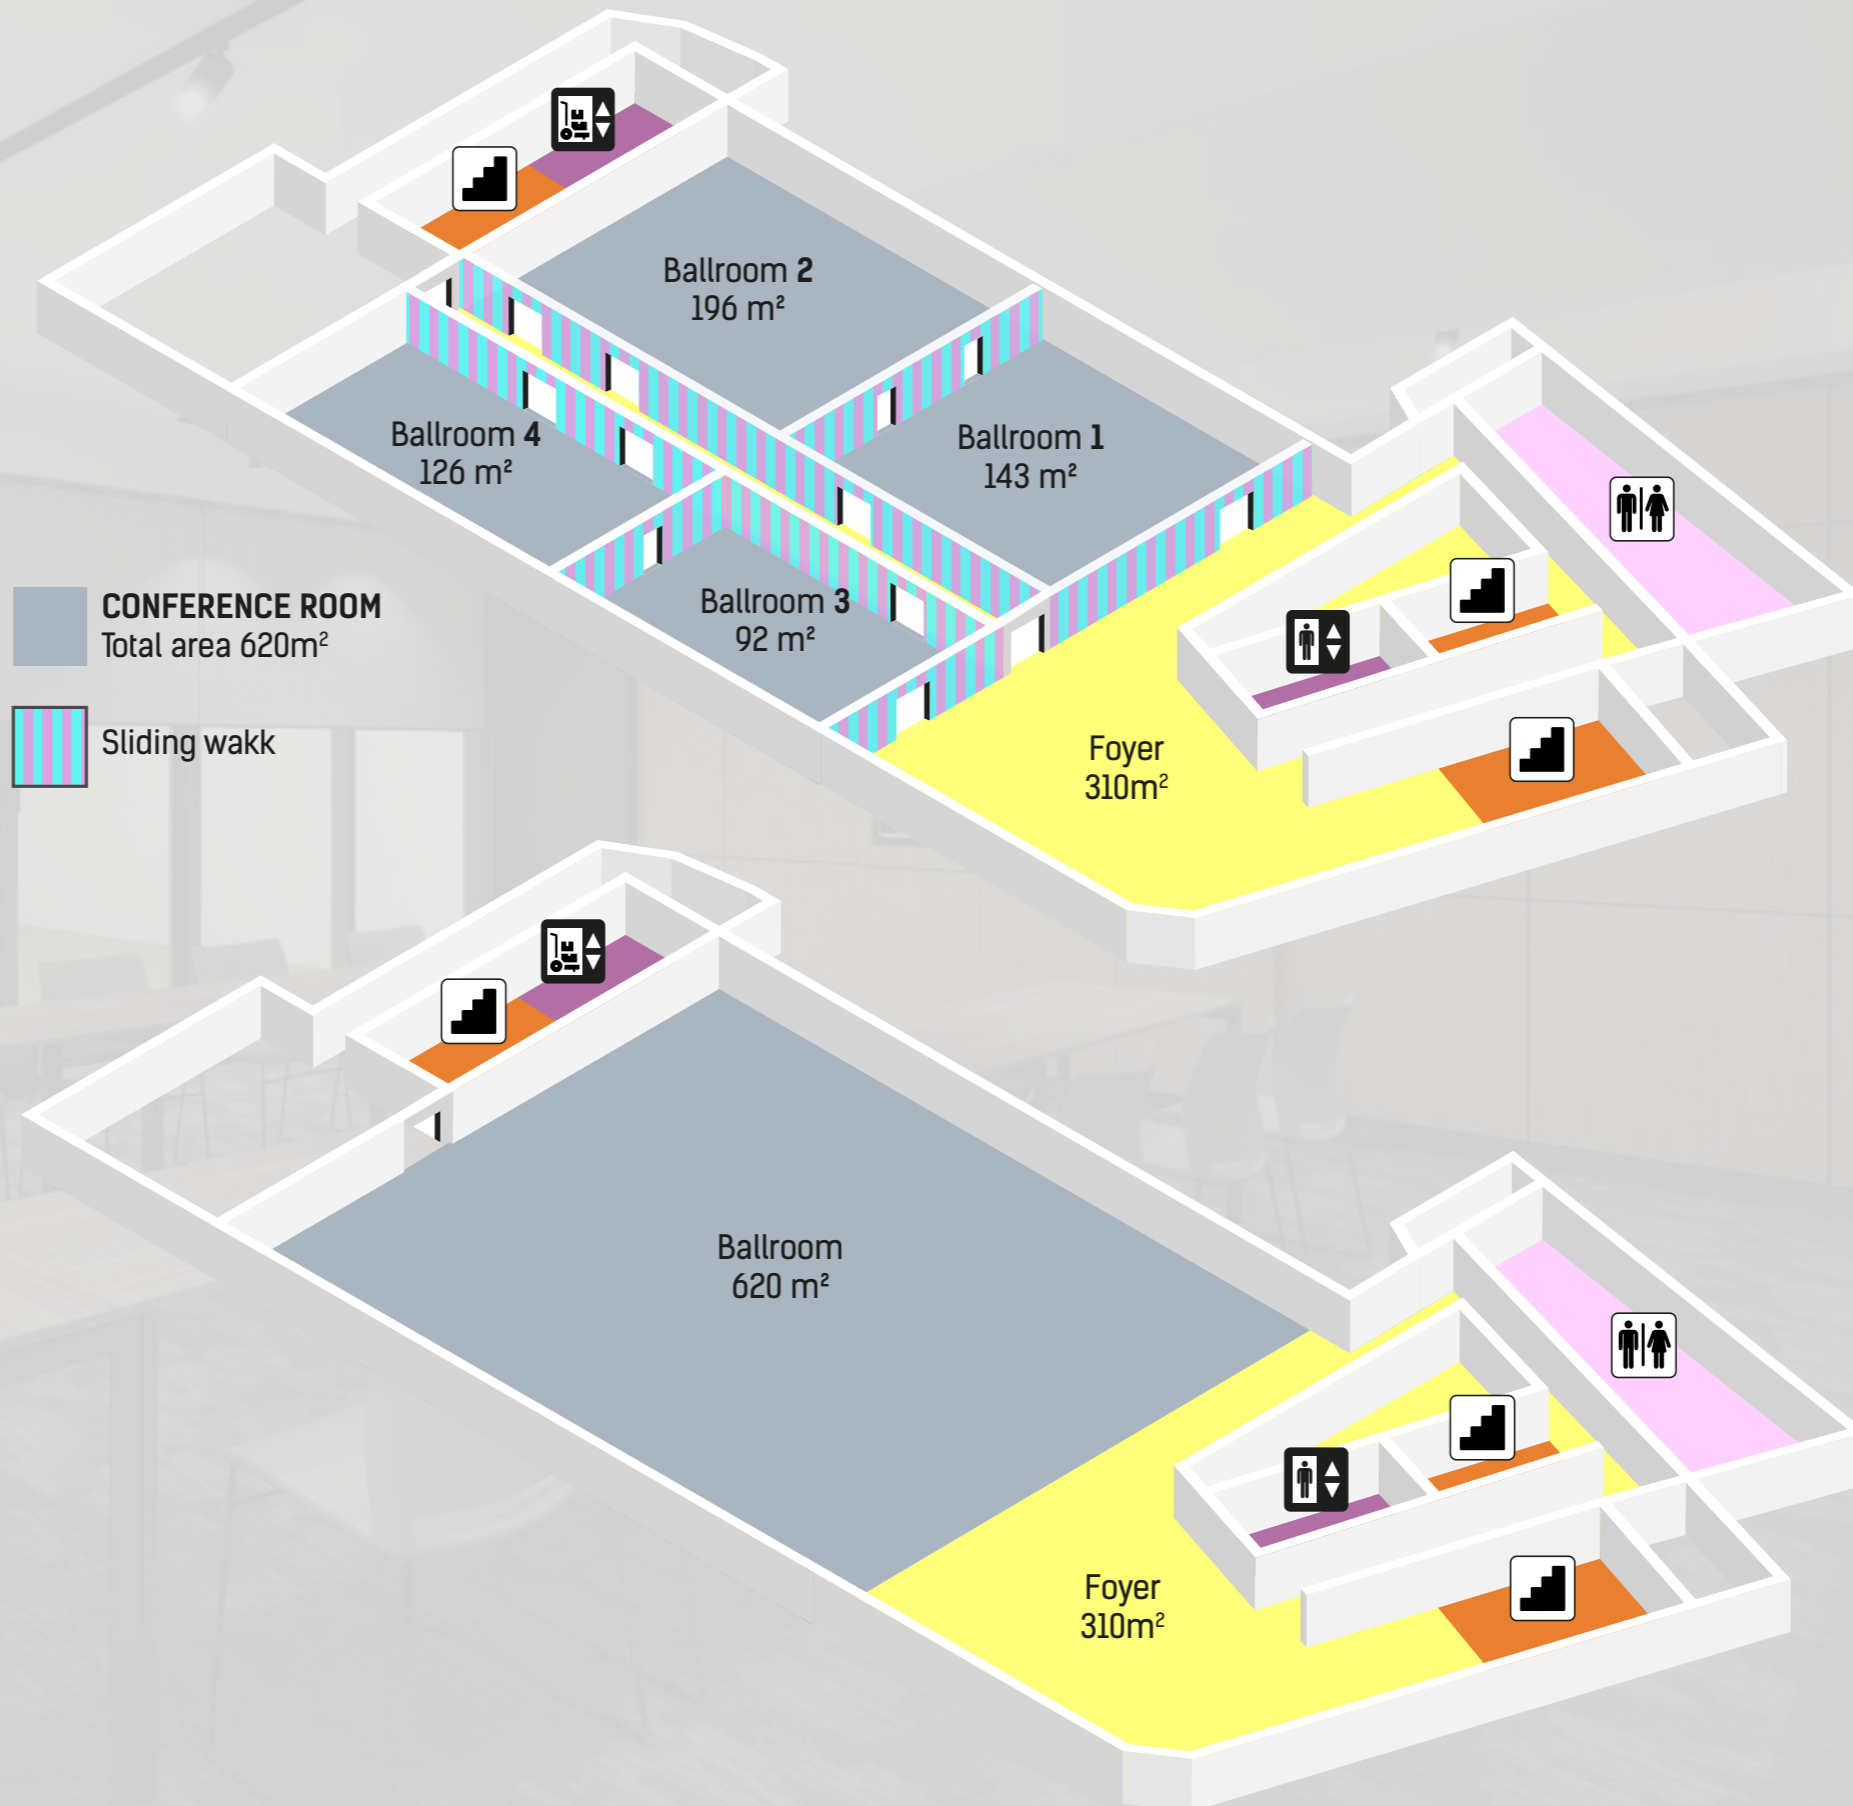 Ballroom 2
196 m²
Ballroom 4
126 m²
Ballroom 1
143 m²
CONFERENCE ROOM
Total area 620m²
Ballroom 3
92 m²
Sliding wakk
Foyer
310m²
Ballroom
620 m²
Foyer
310m²